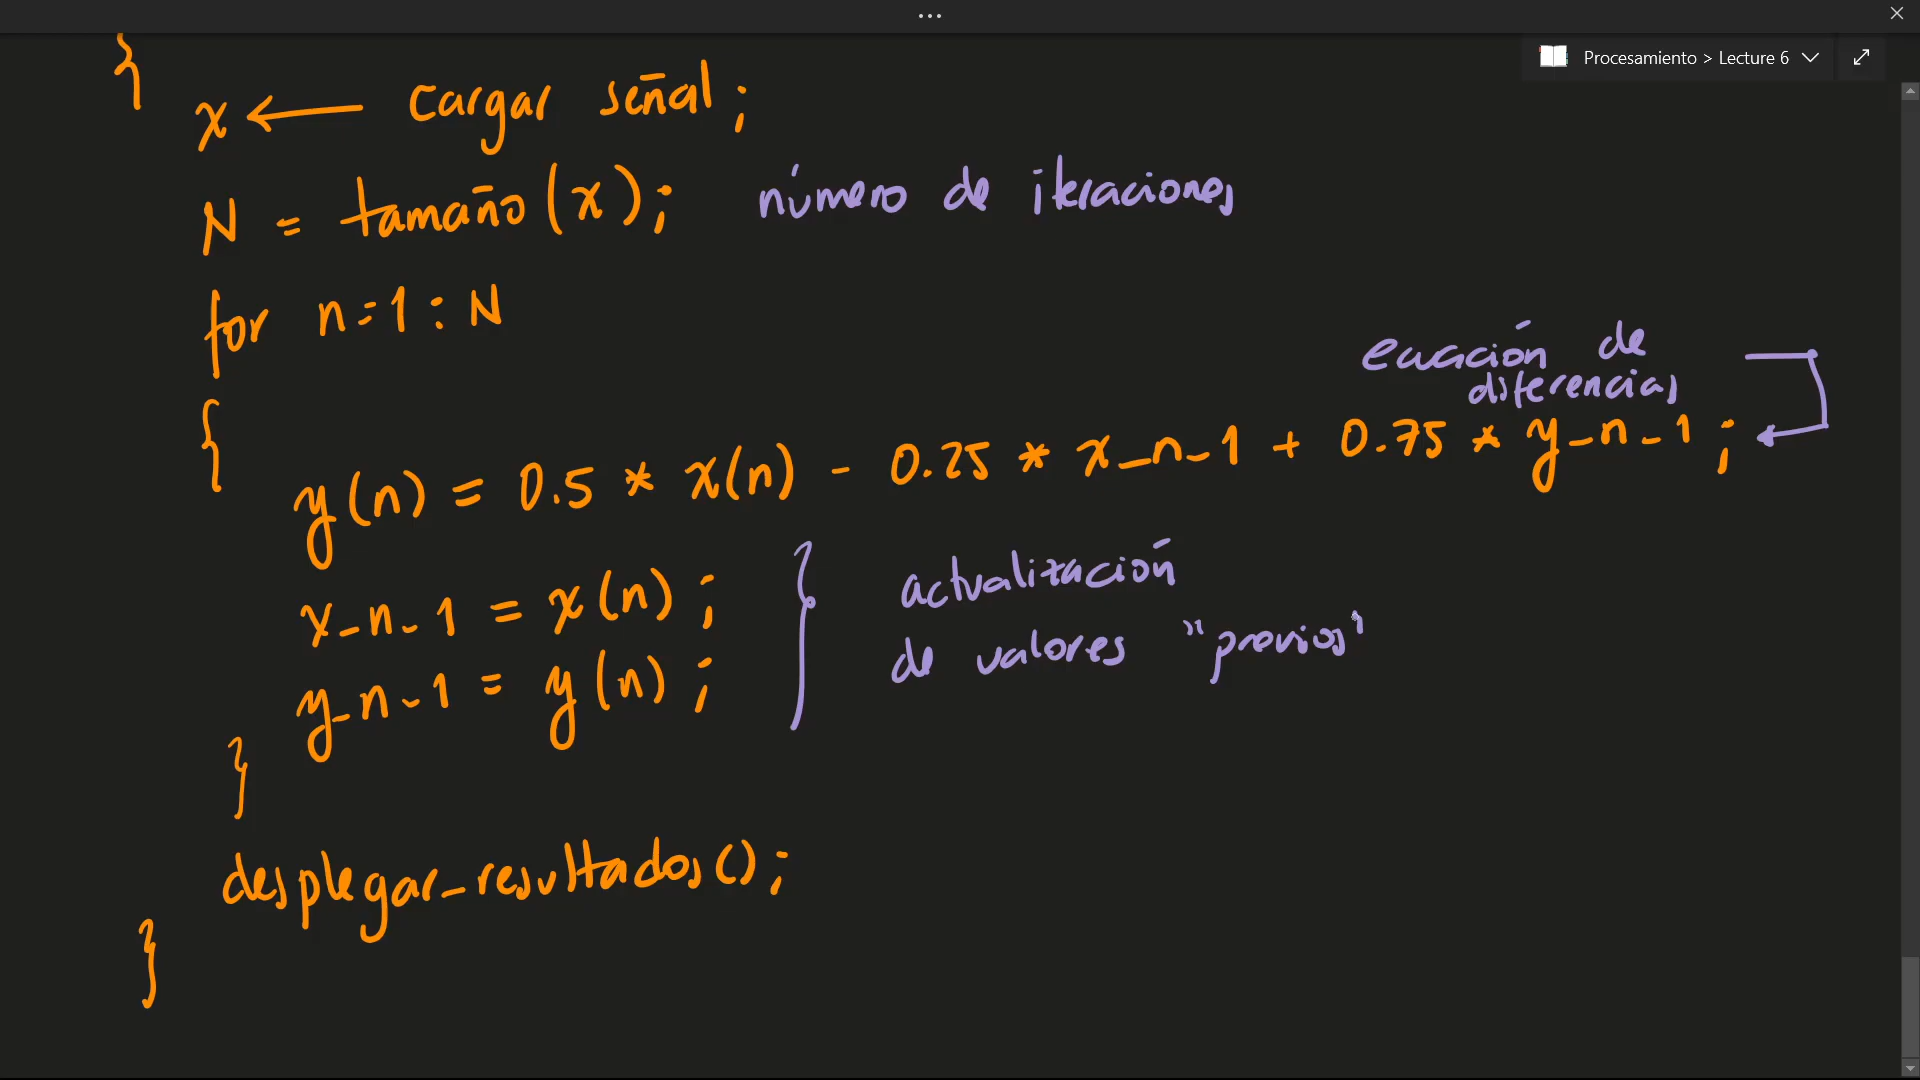 Procesamiento > Lecture 6
{
x ← cargar señal;
N = tamaño(x); número de iteraciones
for n=1:N
ecuación de
diferencias
{
y(n) = 0.5 * x(n) - 0.25 * x_n_1 + 0.75 * y_n_1;
x_n_1 = x(n);
y_n_1 = y(n);
} actualización
de valores "previos"
}
desplegar_resultados();
}